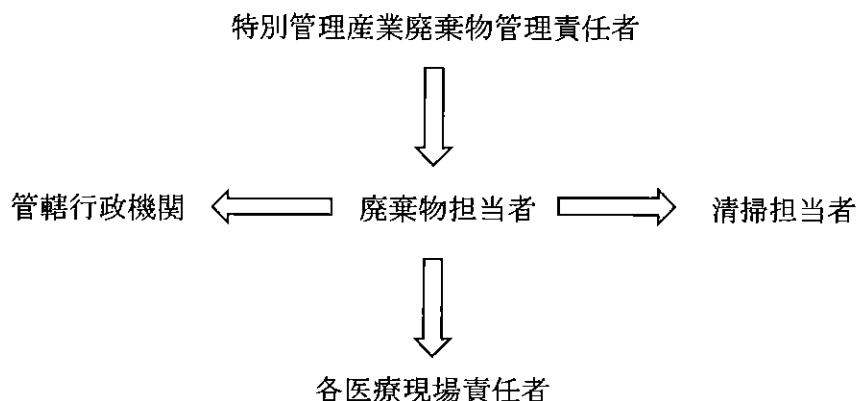 特別管理産業廃棄物管理責任者
管轄行政機関 廃棄物担当者 清掃担当者
各医療現場責任者